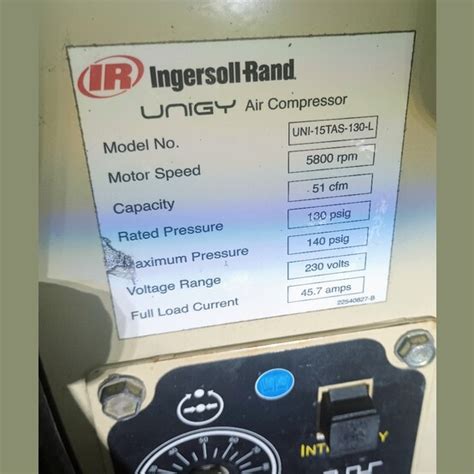 IR Ingersoll-Rand
UNIGY Air Compressor
Model No. UNI-15TAS-130-L
Motor Speed 5800 rpm
Capacity 51 cfm
Rated Pressure 130 psig
Maximum Pressure 140 psig
Voltage Range 230 volts
Full Load Current 45.7 amps
22540827-B